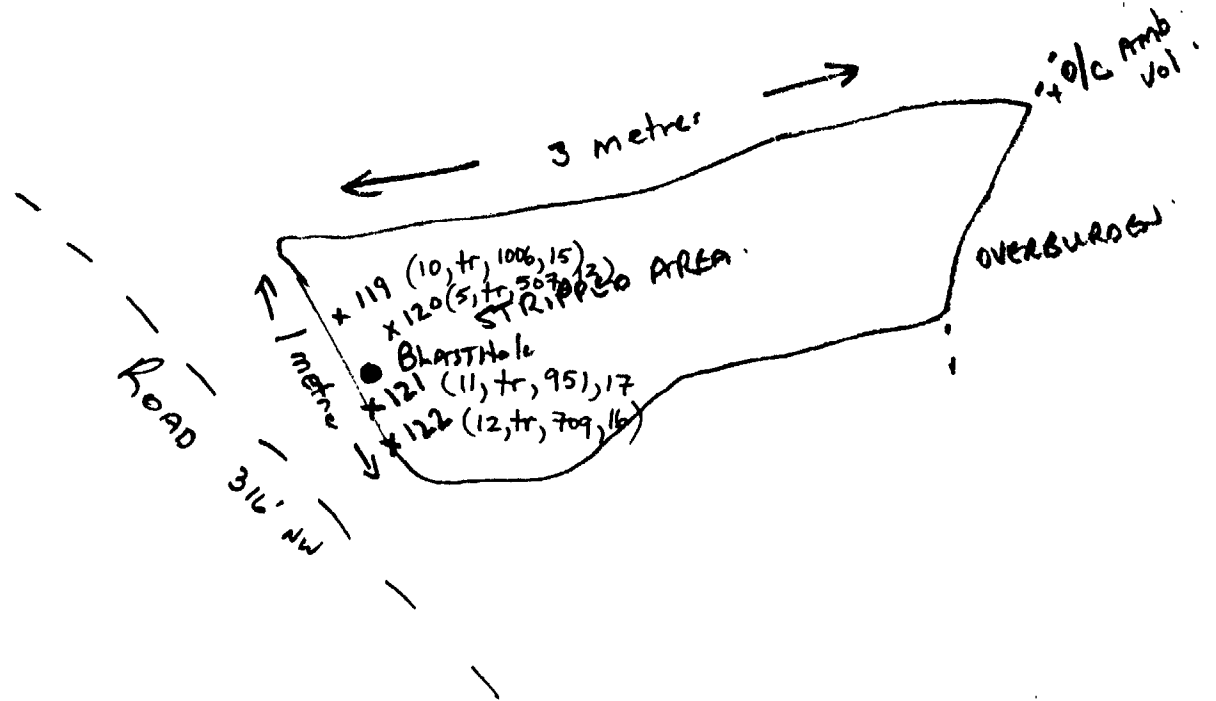 O/C Amb
Vol.
3 metres
OVERBURDEN
119 (10, tr, 1006, 15)
120 (5, tr, 507,
STRIPPED AREA.
1 metre
BLASTHole
121 (11, tr, 951, 17
122 (12, tr, 709, 16)
ROAD 316' NW